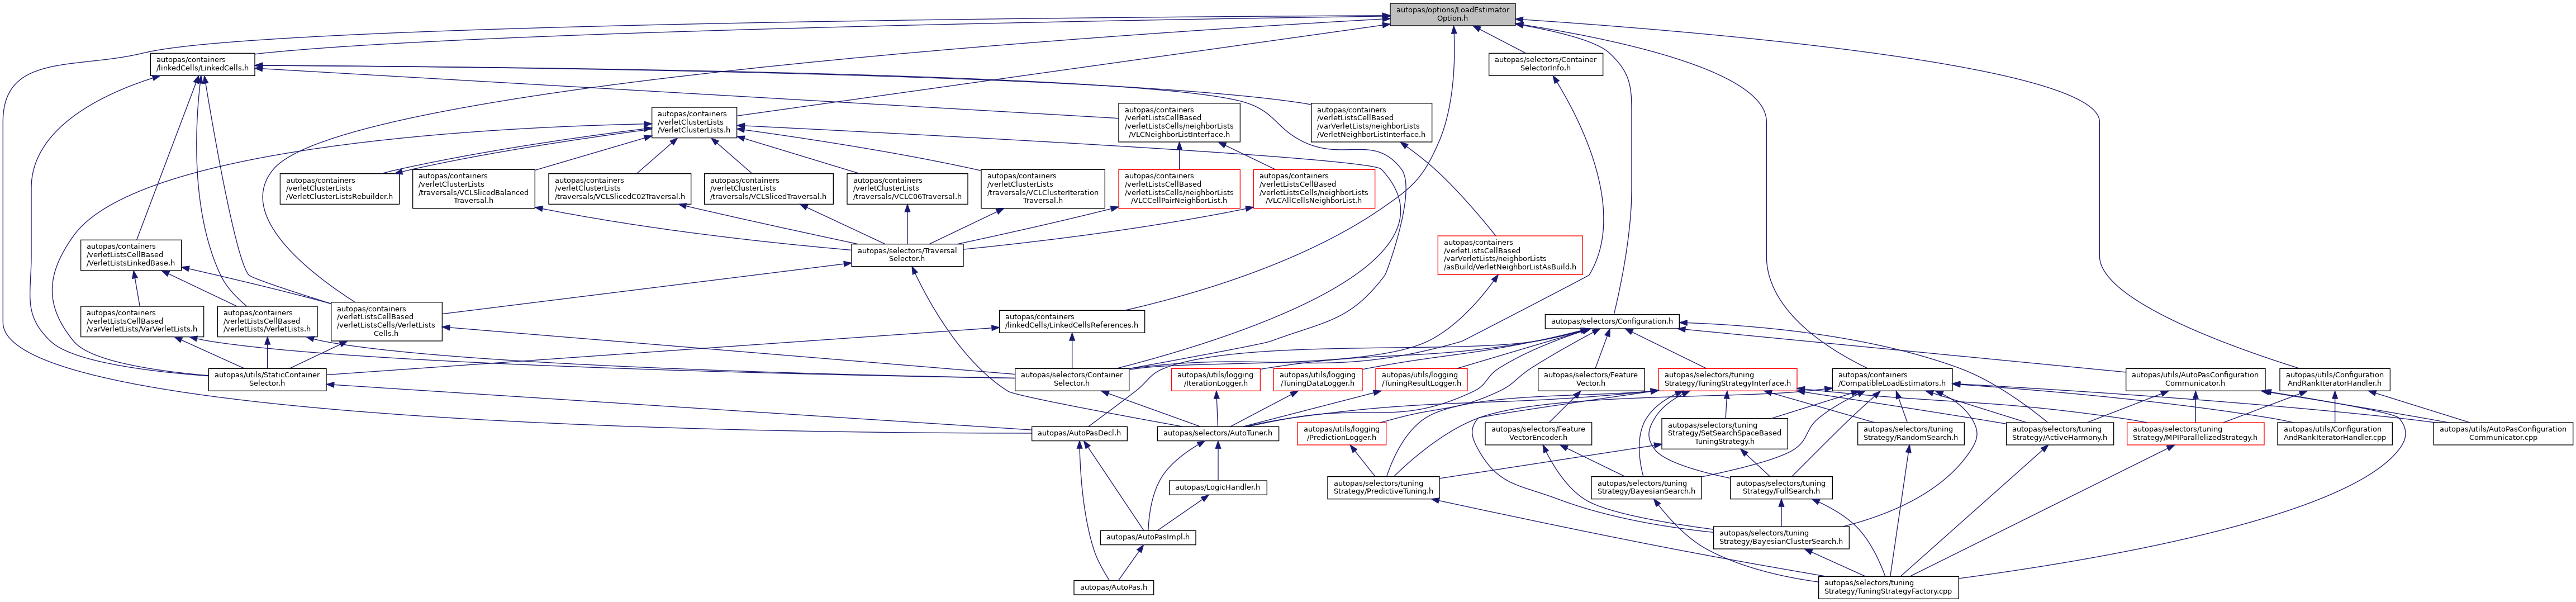 autopas/options/LoadEstimator
Option.h
autopas/containers
/linkedCells/LinkedCells.h
autopas/selectors/Container
SelectorInfo.h
autopas/containers
/verletClusterLists
/VerletClusterLists.h
autopas/containers
/verletListsCellBased
/verletListsCells/neighborLists
/VLCNeighborListInterface.h
autopas/containers
/verletListsCellBased
/varVerletLists/neighborLists
/VerletNeighborListInterface.h
autopas/containers
/verletClusterLists
/VerletClusterListsRebuilder.h
autopas/containers
/verletClusterLists
/traversals/VCLSlicedBalanced
Traversal.h
autopas/containers
/verletClusterLists
/traversals/VCLSlicedC02Traversal.h
autopas/containers
/verletClusterLists
/traversals/VCLSlicedTraversal.h
autopas/containers
/verletClusterLists
/traversals/VCLC06Traversal.h
autopas/containers
/verletClusterLists
/traversals/VCLClusterIteration
Traversal.h
autopas/containers
/verletListsCellBased
/verletListsCells/neighborLists
/VLCCellPairNeighborList.h
autopas/containers
/verletListsCellBased
/verletListsCells/neighborLists
/VLCAllCellsNeighborList.h
autopas/containers
/verletListsCellBased
/VerletListsLinkedBase.h
autopas/selectors/Traversal
Selector.h
autopas/containers
/verletListsCellBased
/varVerletLists/neighborLists
/asBuild/VerletNeighborListAsBuild.h
autopas/containers
/verletListsCellBased
/varVerletLists/VarVerletLists.h
autopas/containers
/verletListsCellBased
/verletLists/VerletLists.h
autopas/containers
/verletListsCellBased
/verletListsCells/VerletLists
Cells.h
autopas/containers
/linkedCells/LinkedCellsReferences.h
autopas/selectors/Configuration.h
autopas/utils/StaticContainer
Selector.h
autopas/selectors/Container
Selector.h
autopas/utils/logging
/IterationLogger.h
autopas/utils/logging
/TuningDataLogger.h
autopas/utils/logging
/TuningResultLogger.h
autopas/selectors/Feature
Vector.h
autopas/selectors/tuning
Strategy/TuningStrategyInterface.h
autopas/containers
/CompatibleLoadEstimators.h
autopas/utils/AutoPasConfiguration
Communicator.h
autopas/utils/Configuration
AndRankIteratorHandler.h
autopas/AutoPasDecl.h
autopas/selectors/AutoTuner.h
autopas/utils/logging
/PredictionLogger.h
autopas/selectors/Feature
VectorEncoder.h
autopas/selectors/tuning
Strategy/SetSearchSpaceBased
TuningStrategy.h
autopas/selectors/tuning
Strategy/RandomSearch.h
autopas/selectors/tuning
Strategy/ActiveHarmony.h
autopas/selectors/tuning
Strategy/MPIParallelizedStrategy.h
autopas/utils/Configuration
AndRankIteratorHandler.cpp
autopas/utils/AutoPasConfiguration
Communicator.cpp
autopas/LogicHandler.h
autopas/selectors/tuning
Strategy/PredictiveTuning.h
autopas/selectors/tuning
Strategy/BayesianSearch.h
autopas/selectors/tuning
Strategy/FullSearch.h
autopas/AutoPasImpl.h
autopas/selectors/tuning
Strategy/BayesianClusterSearch.h
autopas/AutoPas.h
autopas/selectors/tuning
Strategy/TuningStrategyFactory.cpp